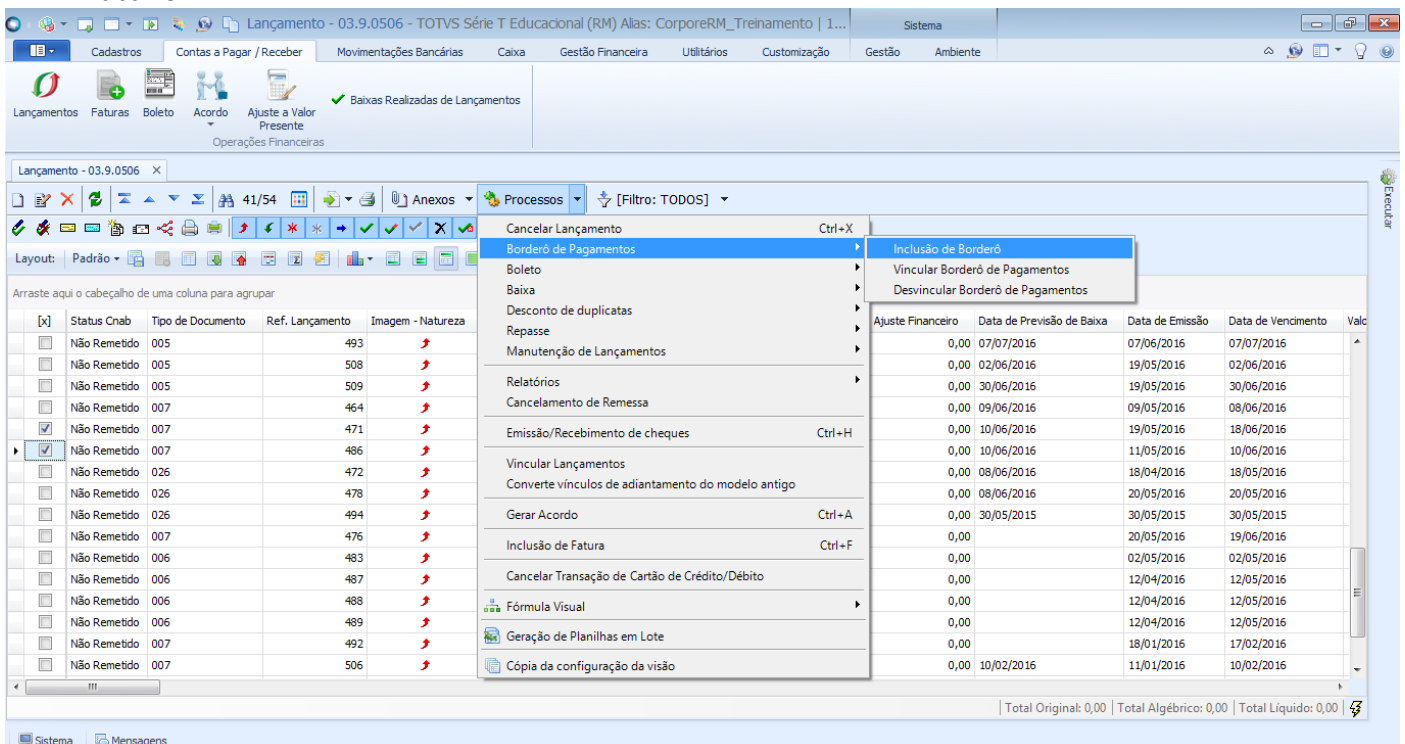 Lançamento - 03.9.0506 - TOTVS Série T Educacional (RM) Alias: CorporeRM_Treinamento | 1... Sistema
Cadastros Contas a Pagar / Receber Movimentações Bancárias Caixa Gestão Financeira Utilitários Customização Gestão Ambiente
Lançamentos Faturas Boleto Acordo Ajuste a Valor Presente Baixas Realizadas de Lançamentos
Operações Financeiras
Lançamento - 03.9.0506
Executar
41/54 Anexos Processos [Filtro: TODOS]
Layout: Padrão
Arraste aqui o cabeçalho de uma coluna para agrupar
Cancelar Lançamento Ctrl+X
Borderô de Pagamentos
Boleto
Baixa
Desconto de duplicatas
Repasse
Manutenção de Lançamentos
Relatórios
Cancelamento de Remessa
Emissão/Recebimento de cheques Ctrl+H
Vincular Lançamentos
Converte vínculos de adiantamento do modelo antigo
Gerar Acordo Ctrl+A
Inclusão de Fatura Ctrl+F
Cancelar Transação de Cartão de Crédito/Débito
Fórmula Visual
Geração de Planilhas em Lote
Cópia da configuração da visão
Inclusão de Borderô
Vincular Borderô de Pagamentos
Desvincular Borderô de Pagamentos
[x] Status Cnab Tipo de Documento Ref. Lançamento Imagem - Natureza Ajuste Financeiro Data de Previsão de Baixa Data de Emissão Data de Vencimento Valo
Não Remetido 005 493 0,00 07/07/2016 07/06/2016 07/07/2016
Não Remetido 005 508 0,00 02/06/2016 19/05/2016 02/06/2016
Não Remetido 005 509 0,00 30/06/2016 19/05/2016 30/06/2016
Não Remetido 007 464 0,00 09/06/2016 09/05/2016 08/06/2016
Não Remetido 007 471 0,00 10/06/2016 19/05/2016 18/06/2016
Não Remetido 007 486 0,00 10/06/2016 11/05/2016 10/06/2016
Não Remetido 026 472 0,00 08/06/2016 18/04/2016 18/05/2016
Não Remetido 026 478 0,00 08/06/2016 20/05/2016 20/05/2016
Não Remetido 026 494 0,00 30/05/2015 30/05/2015 30/05/2015
Não Remetido 007 476 0,00 20/05/2016 19/06/2016
Não Remetido 006 483 0,00 02/05/2016 02/05/2016
Não Remetido 006 487 0,00 12/04/2016 12/05/2016
Não Remetido 006 488 0,00 12/04/2016 12/05/2016
Não Remetido 006 489 0,00 12/04/2016 12/05/2016
Não Remetido 007 492 0,00 18/01/2016 17/02/2016
Não Remetido 007 506 0,00 10/02/2016 11/01/2016 10/02/2016
Total Original: 0,00 | Total Algébrico: 0,00 | Total Líquido: 0,00
Sistema Mensagens